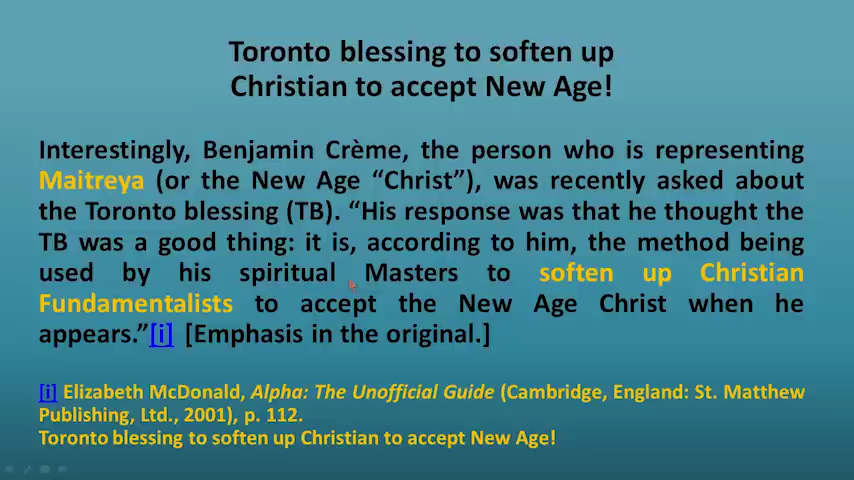 Toronto blessing to soften up
Christian to accept New Age!
Interestingly, Benjamin Crème, the person who is representing
Maitreya (or the New Age “Christ”), was recently asked about
the Toronto blessing (TB). “His response was that he thought the
TB was a good thing: it is, according to him, the method being
used by his spiritual Masters to soften up Christian
Fundamentalists to accept the New Age Christ when he
appears.”[i] [Emphasis in the original.]
[i] Elizabeth McDonald, Alpha: The Unofficial Guide (Cambridge, England: St. Matthew
Publishing, Ltd., 2001), p. 112.
Toronto blessing to soften up Christian to accept New Age!